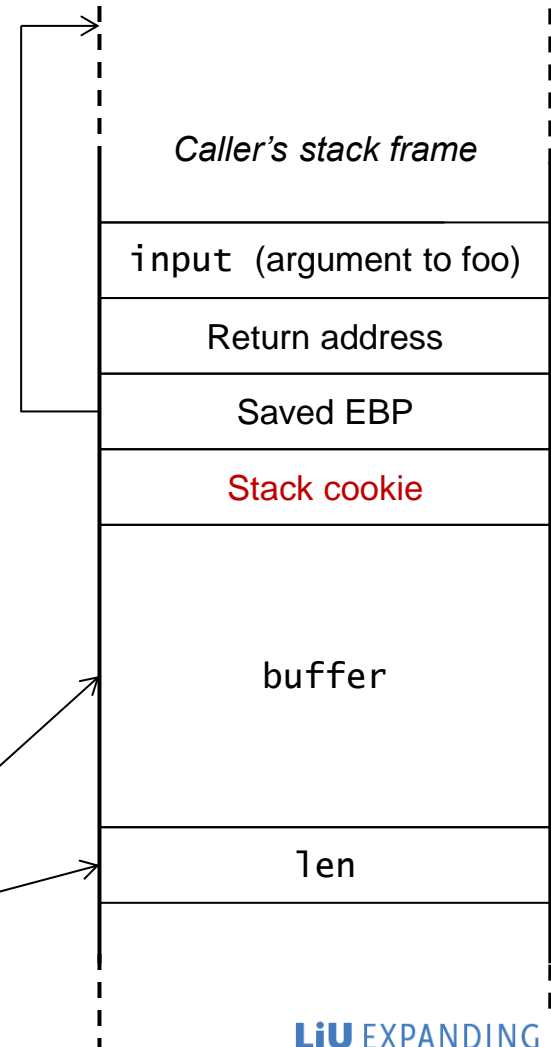 Caller's stack frame
input (argument to foo)
Return address
Saved EBP
Stack cookie
buffer
len
LiU EXPANDING